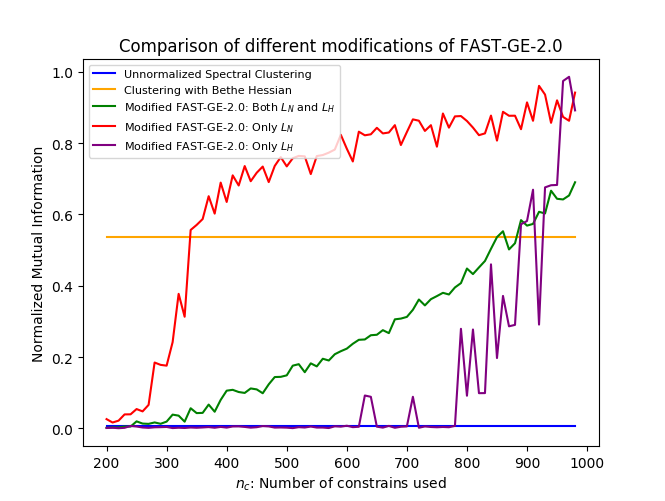 Comparison of different modifications of FAST-GE-2.0
Unnormalized Spectral Clustering
Clustering with Bethe Hessian
Modified FAST-GE-2.0: Both L_N and L_H
Modified FAST-GE-2.0: Only L_N
Modified FAST-GE-2.0: Only L_H
Normalized Mutual Information
1.0
0.8
0.6
0.4
0.2
0.0
200 300 400 500 600 700 800 900 1000
n_c: Number of constrains used